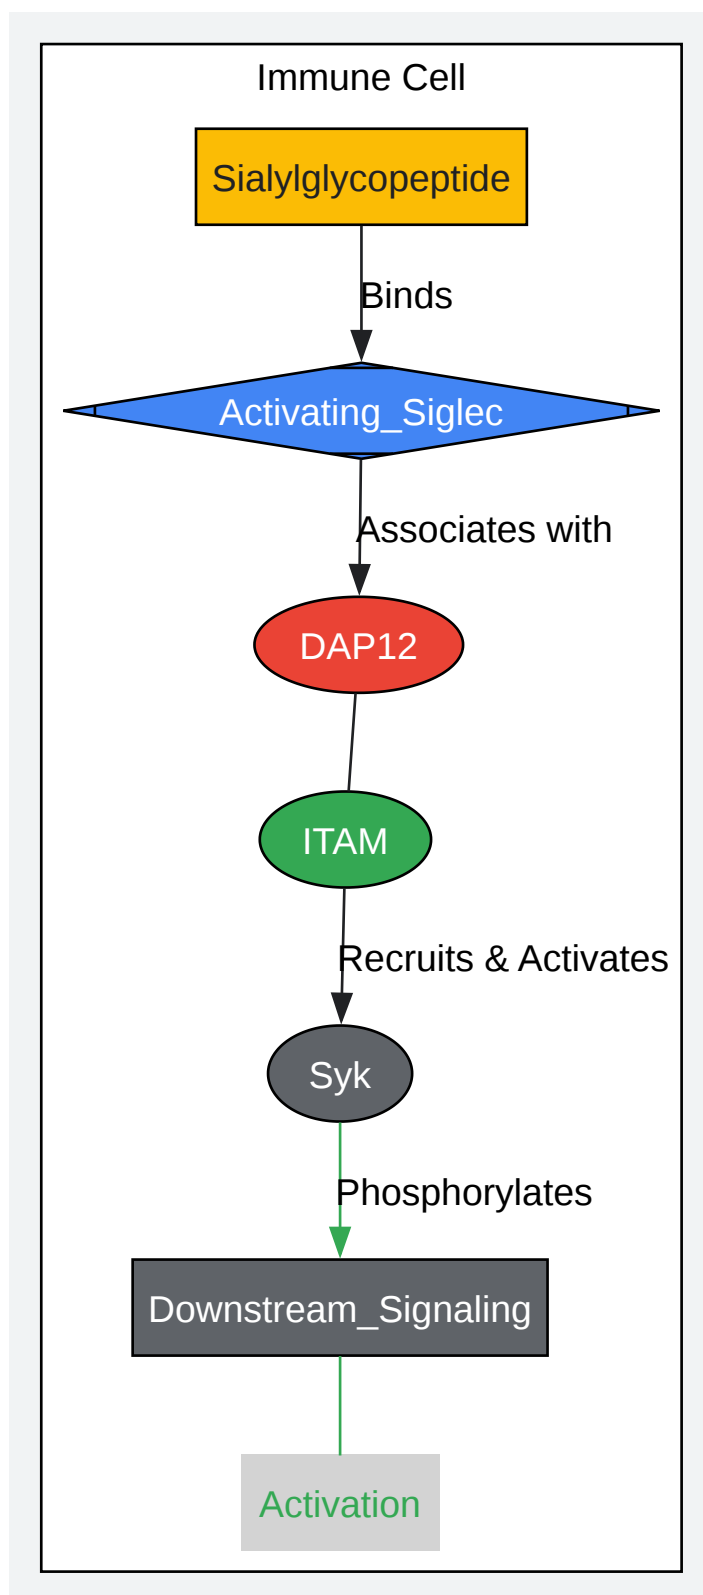 Immune Cell
Sialylglycopeptide
Binds
Activating_Siglec
Associates with
DAP12
ITAM
Recruits & Activates
Syk
Phosphorylates
Downstream_Signaling
Activation